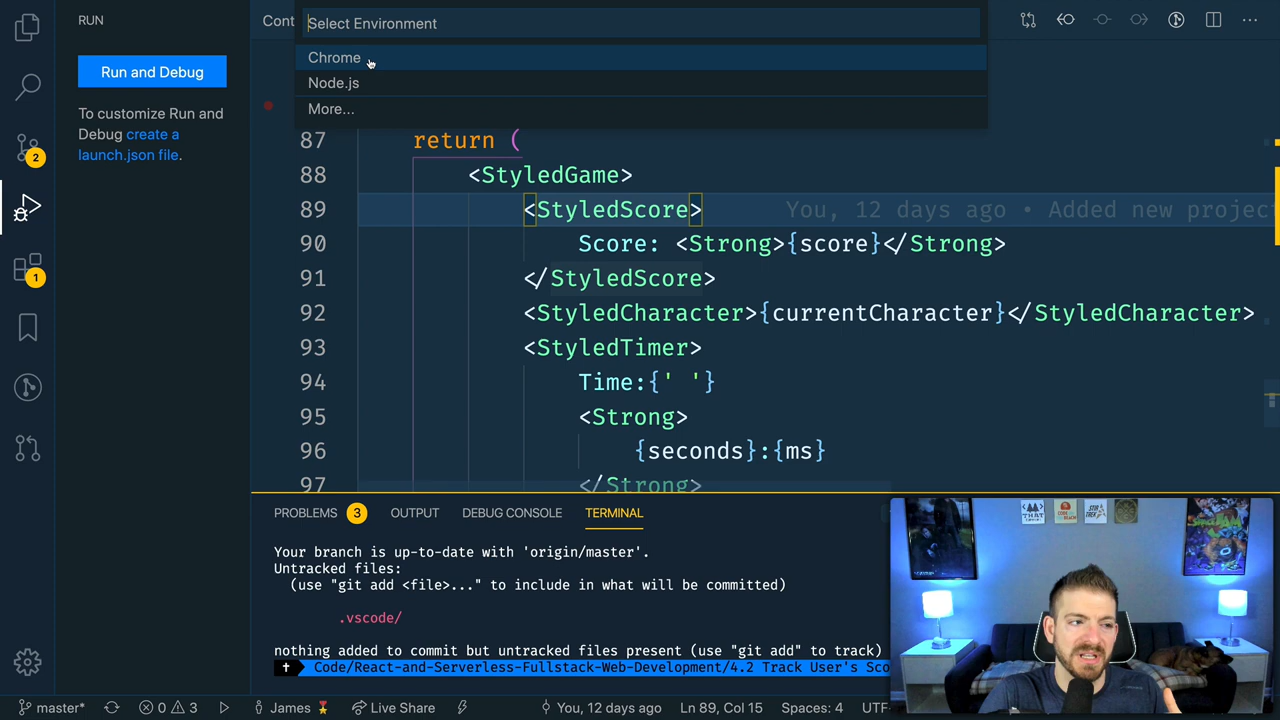 RUN
Run and Debug
To customize Run and
Debug create a
launch.json file.
2
1
Cont
Select Environment
Chrome
Node.js
More...
87 return (
88 <StyledGame>
89 <StyledScore> You, 12 days ago • Added new project
90 Score: <Strong>{score}</Strong>
91 </StyledScore>
92 <StyledCharacter>{currentCharacter}</StyledCharacter>
93 <StyledTimer>
94 Time:{' '}
95 <Strong>
96 {seconds}:{ms}
97 </Strong>
PROBLEMS 3 OUTPUT DEBUG CONSOLE TERMINAL
Your branch is up-to-date with 'origin/master'.
Untracked files:
(use "git add <file>..." to include in what will be committed)
.vscode/
nothing added to commit but untracked files present (use "git add" to track)
Code/React-and-Serverless-Fullstack-Web-Development/4.2 Track User's Sco
SPACE JAM
master* 0 3 James Live Share You, 12 days ago Ln 89, Col 15 Spaces: 4 UTF-